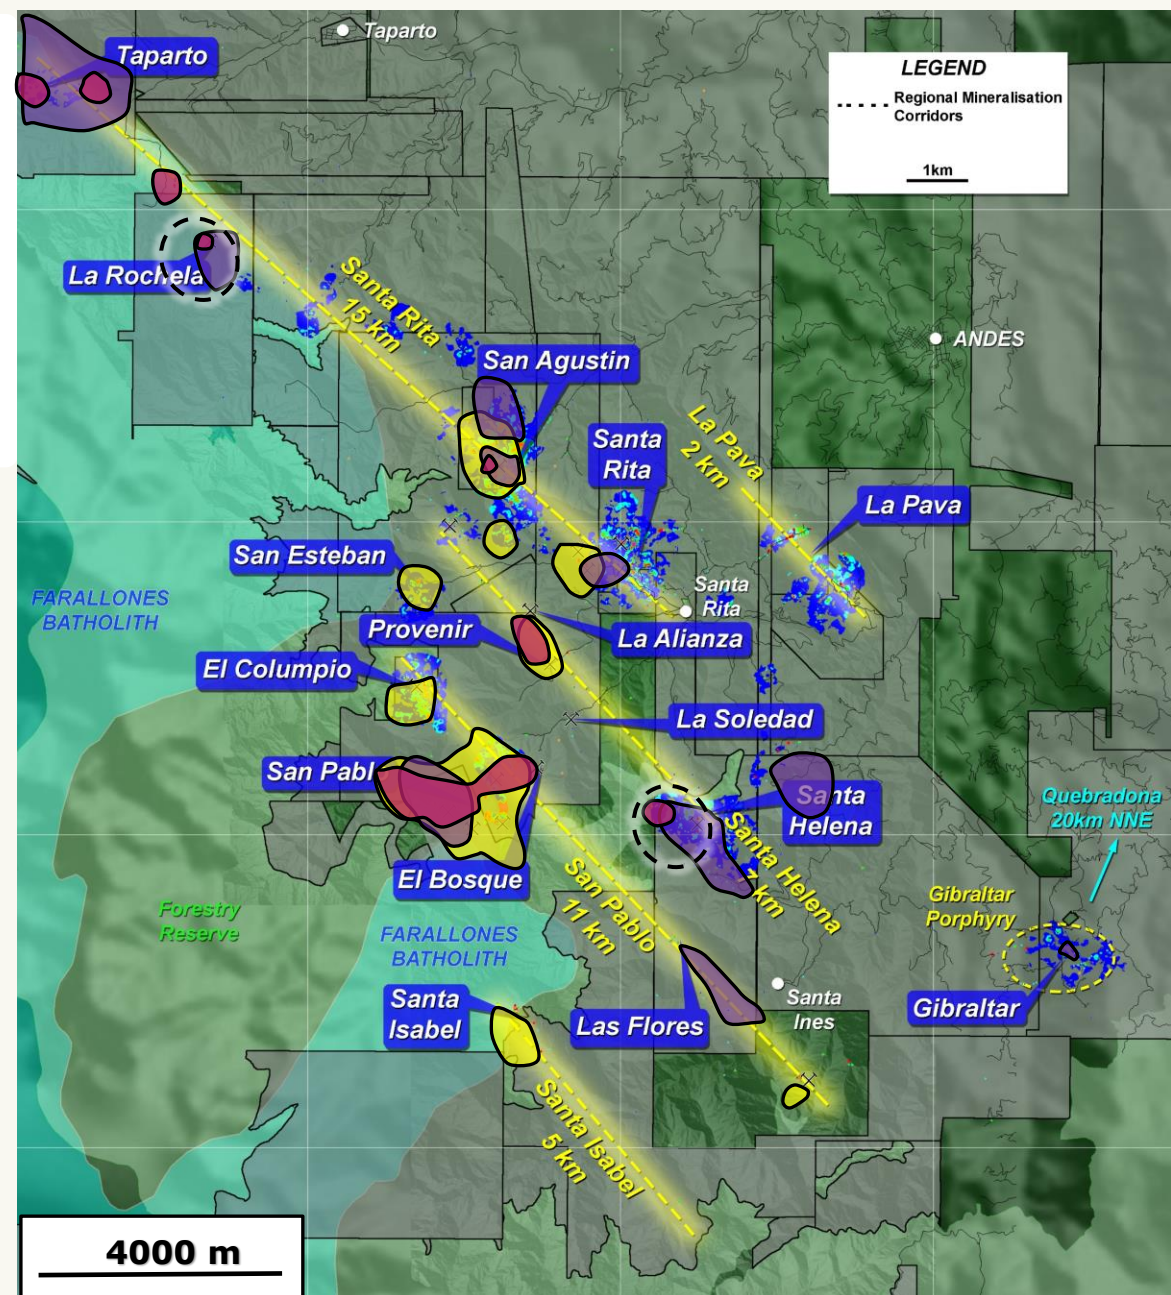 Taparto
Taparto
LEGEND
Regional Mineralisation
Corridors
1km
La Rochela
Santa Rita
15 km
San Agustin
ANDES
Santa
Rita
La Pava
2 km
La Pava
San Esteban
FARALLONES
BATHOLITH
Santa
Rita
Provenir
La Alianza
El Columpio
La Soledad
San Pabl
Santa
Helena
Quebradona
20km NNE
Santa Helena
7 km
El Bosque
San Pablo
11 km
Gibraltar
Porphyry
Forestry
Reserve
FARALLONES
BATHOLITH
Santa
Isabel
Las Flores
Santa
Ines
Gibraltar
Santa Isabel
5 km
4000 m